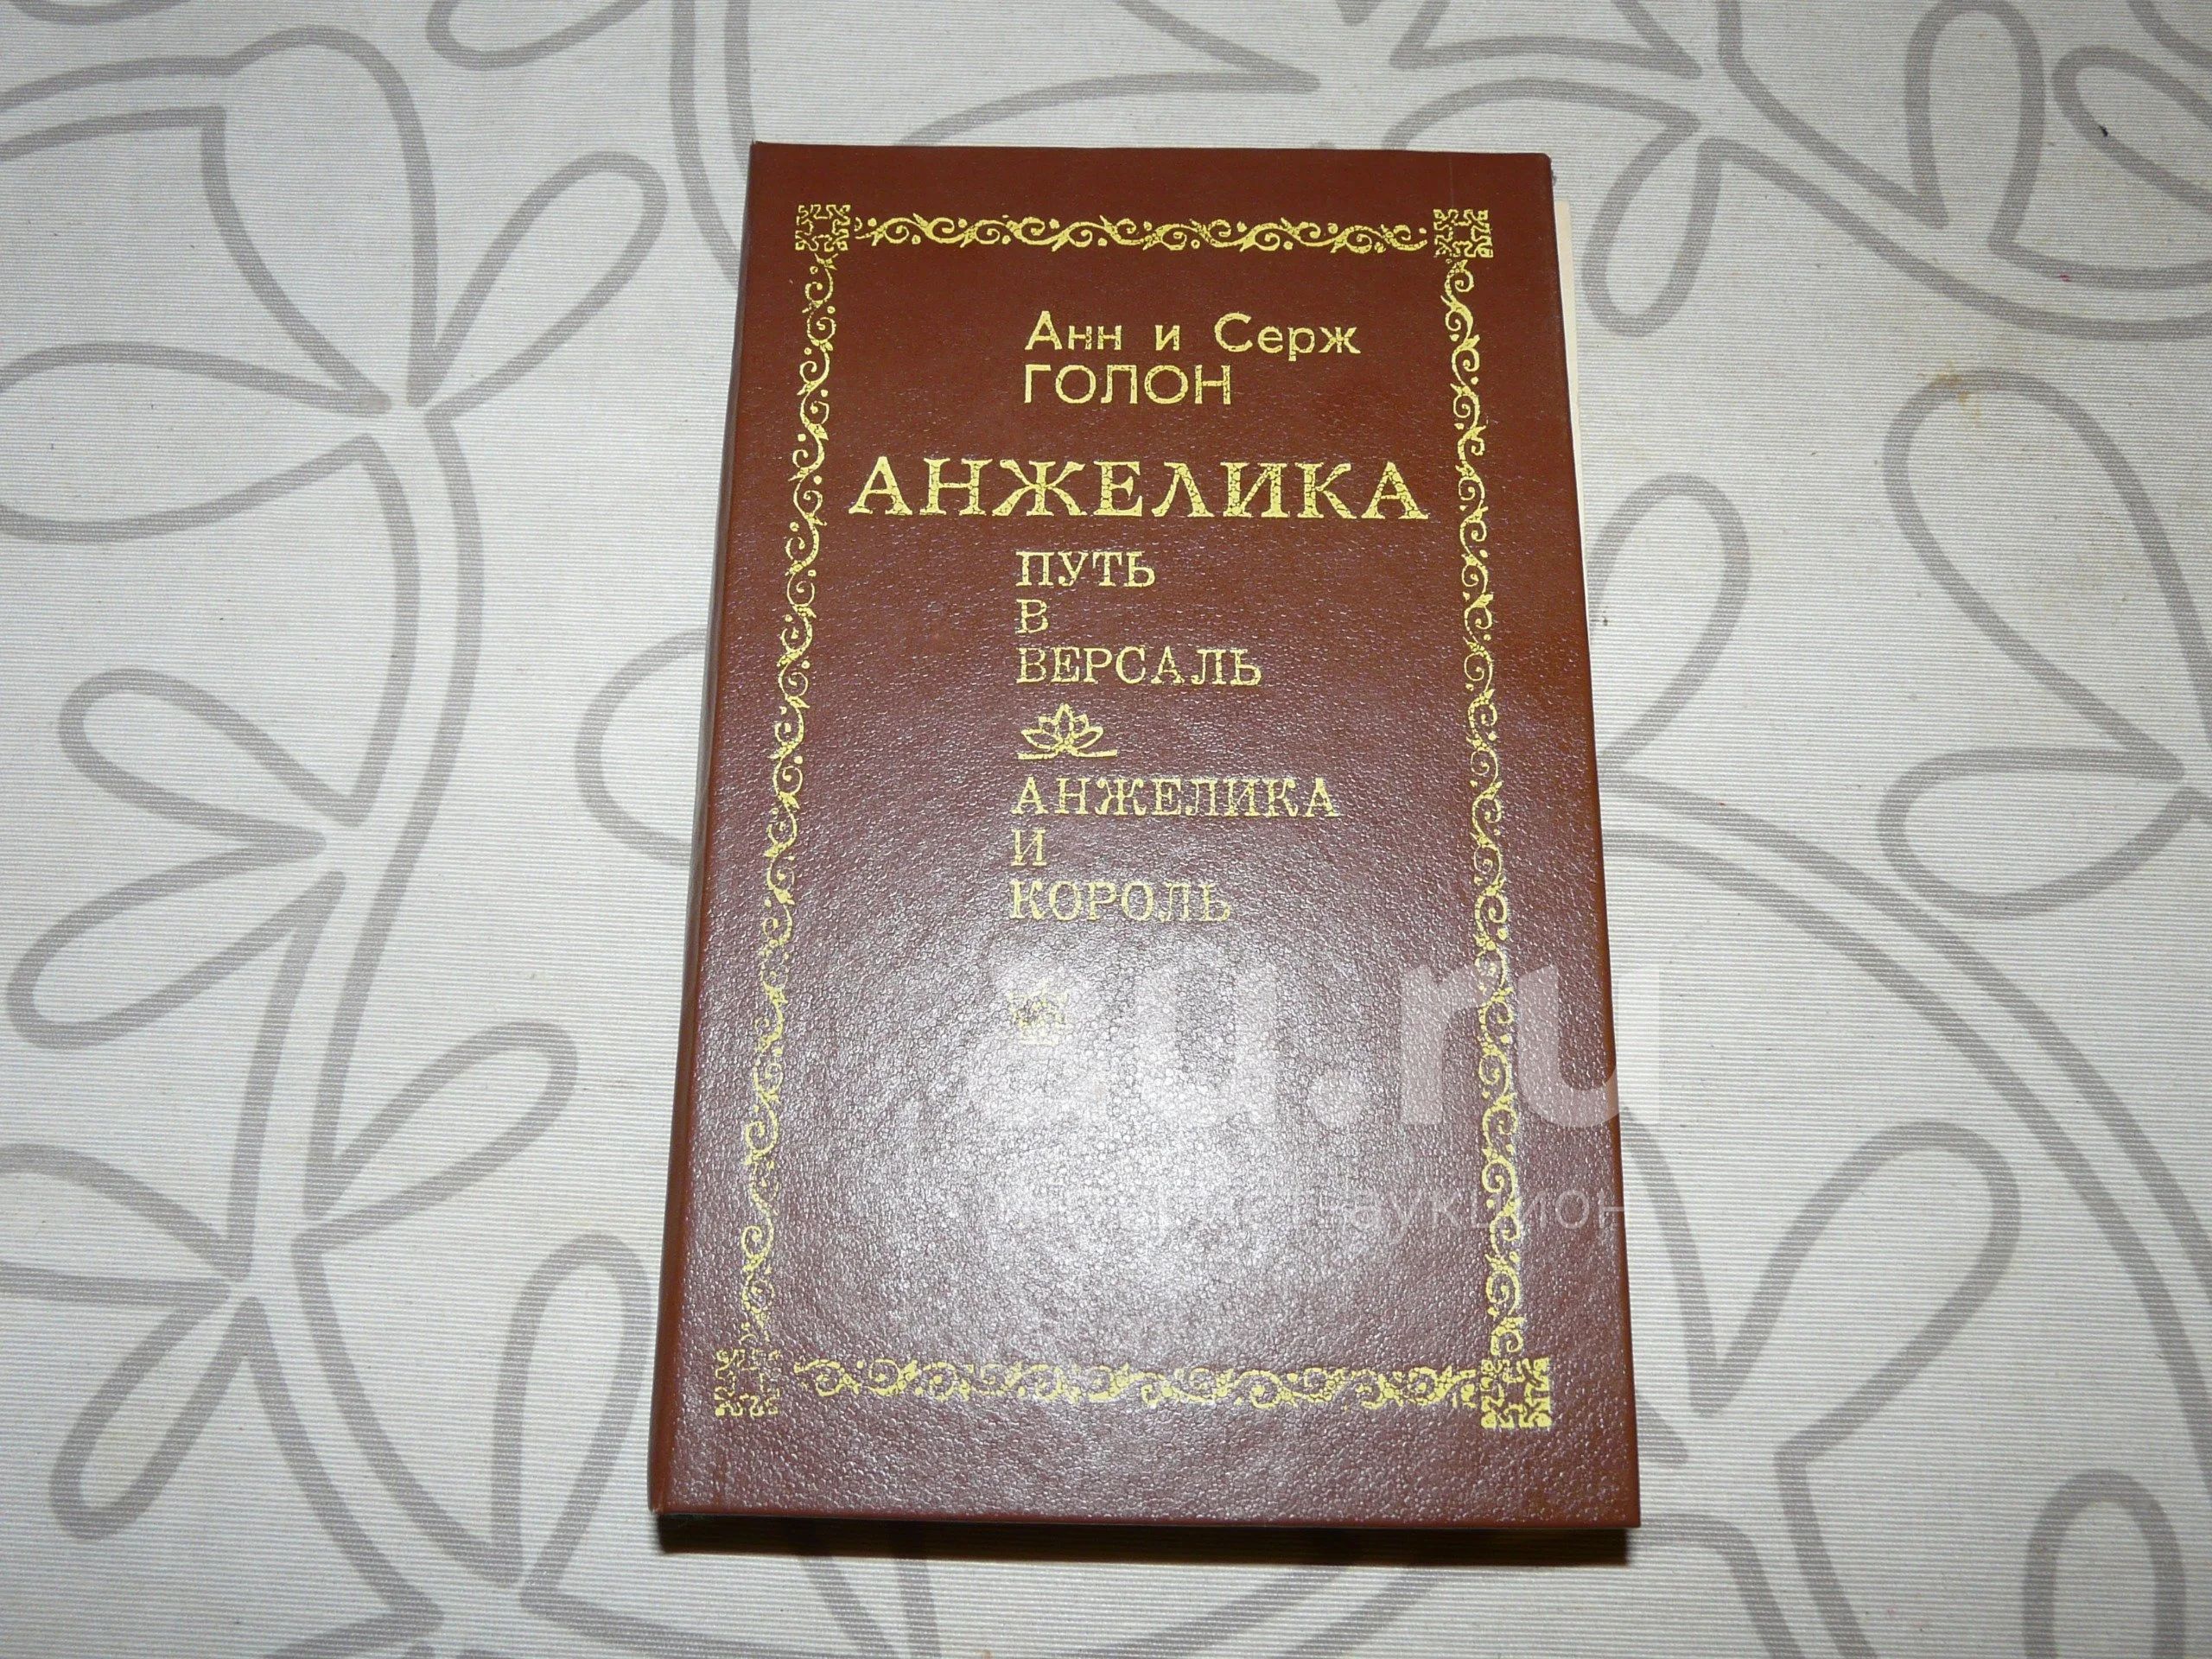 Анн и Серж
ГОЛОН
АНЖЕЛИКА
ПУТЬ
В
ВЕРСАЛЬ
АНЖЕЛИКА
И
КОРОЛЬ